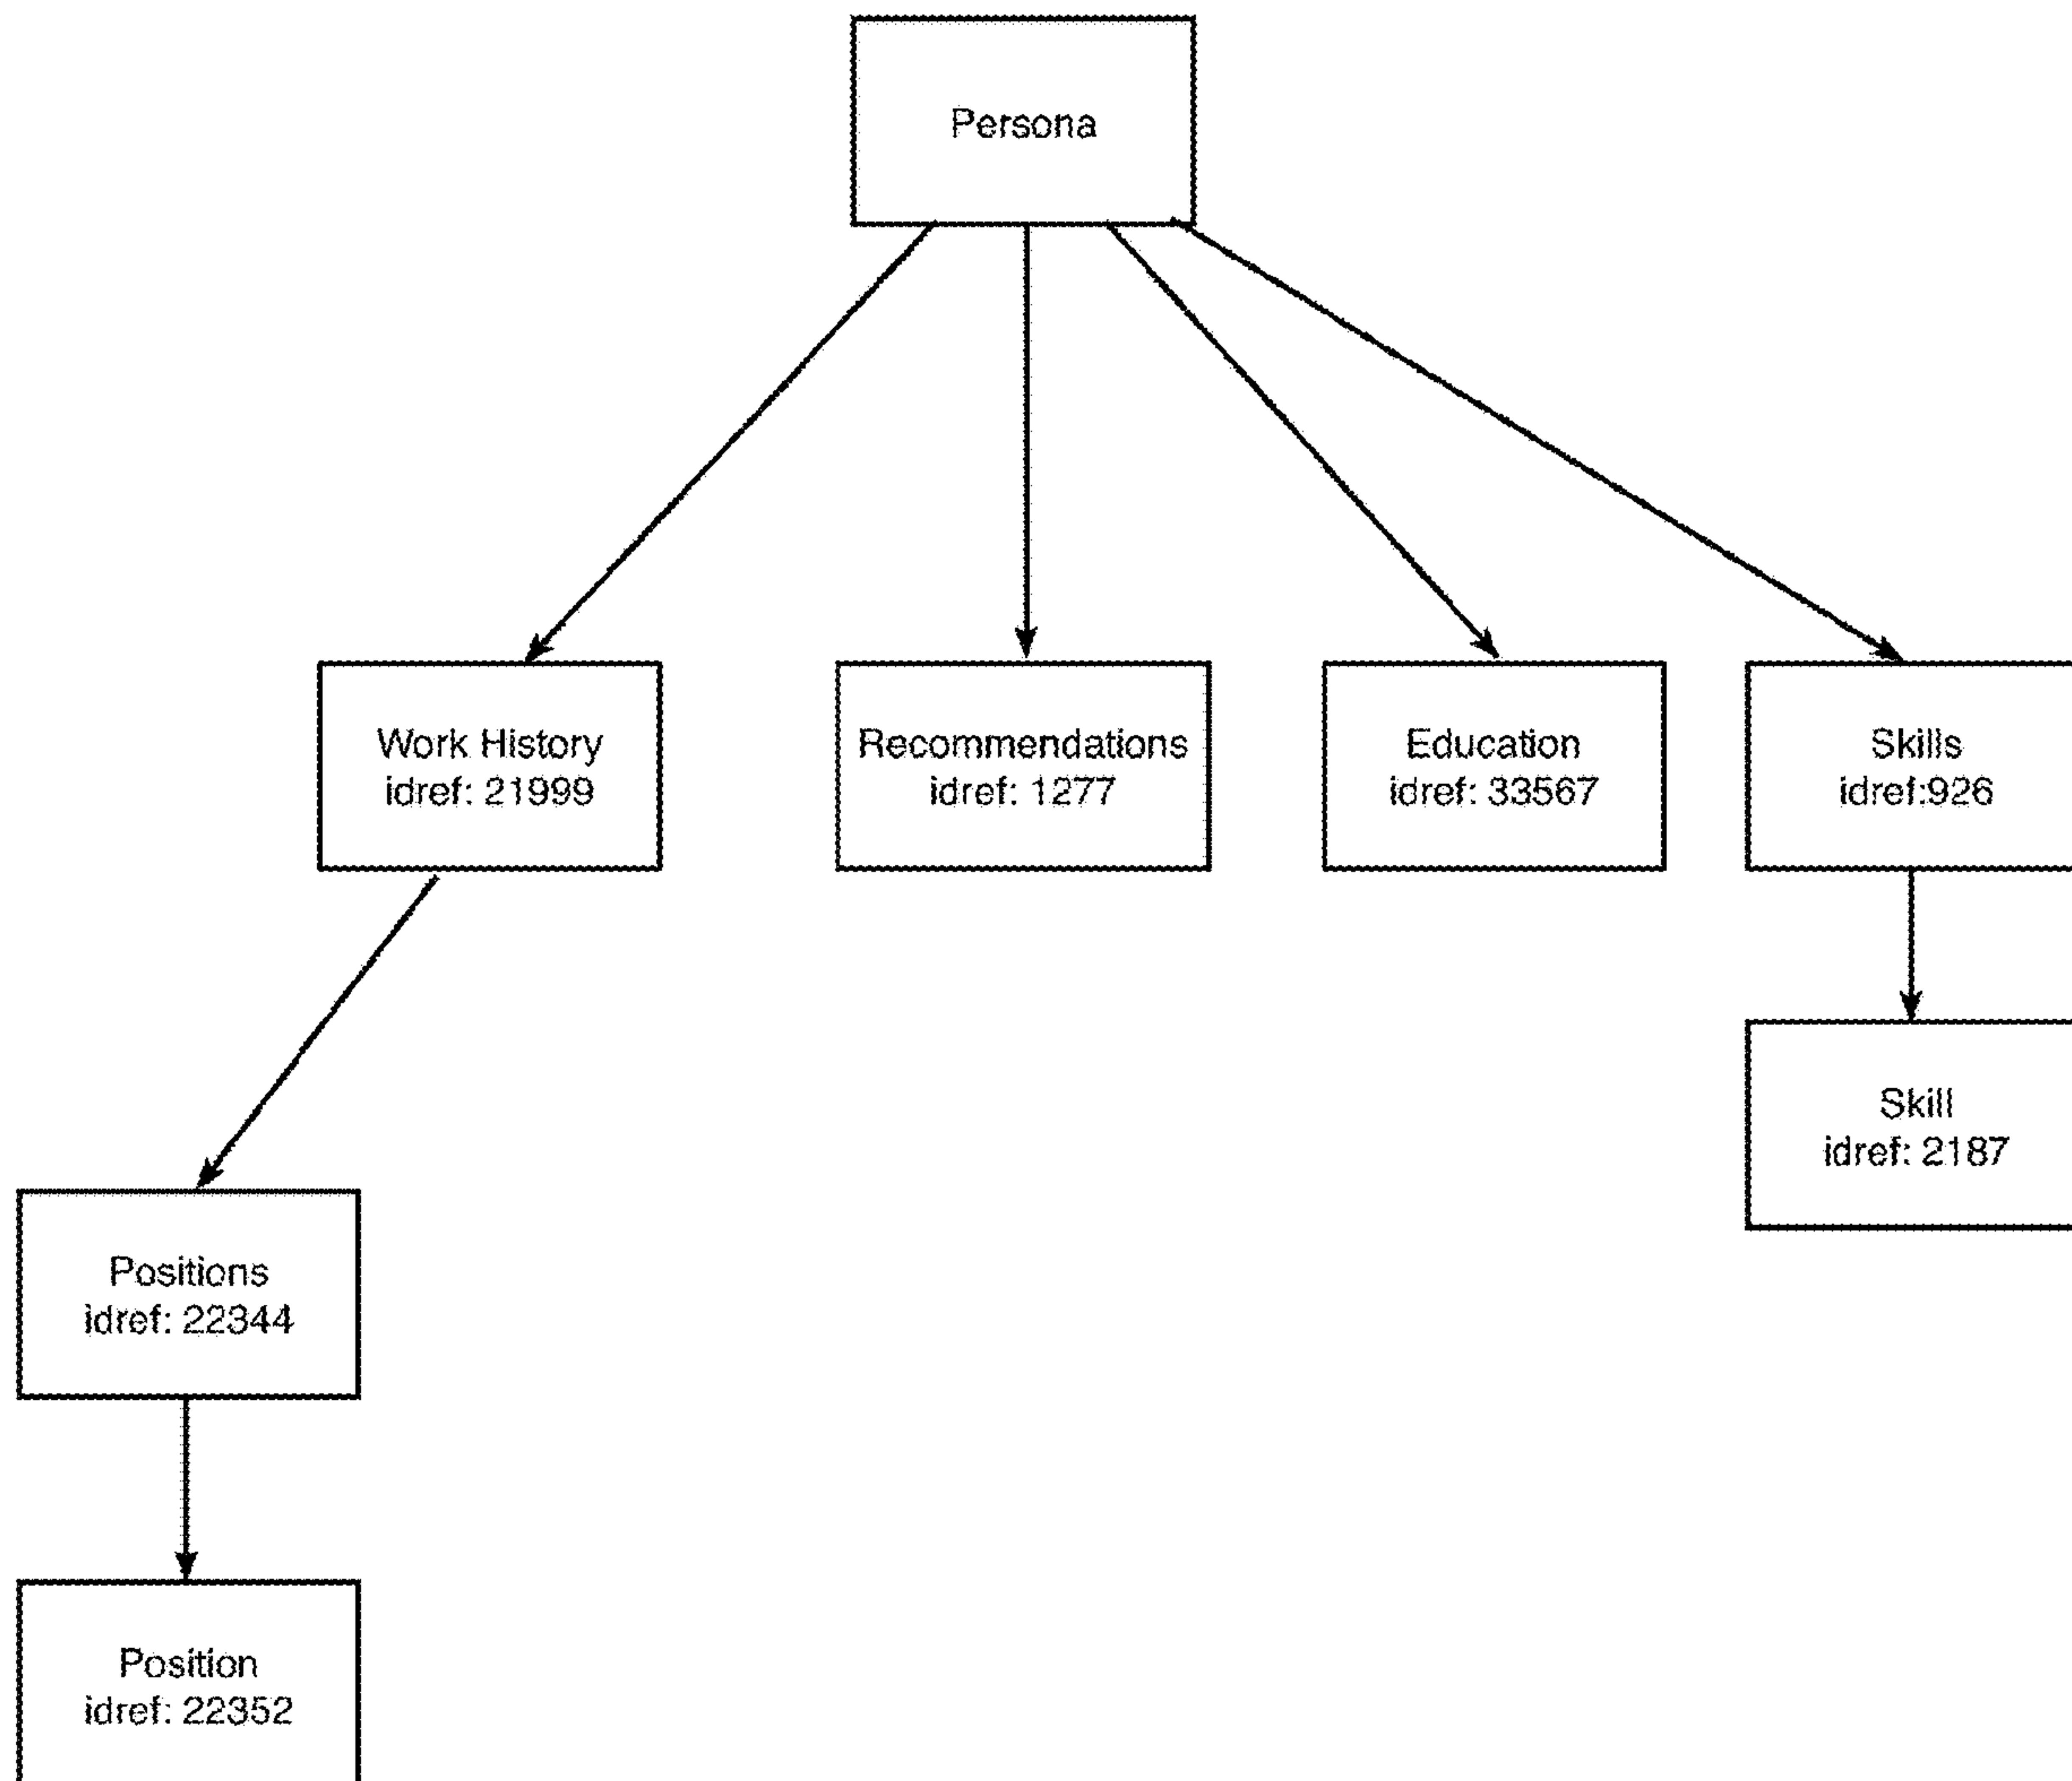 Persona
Work History
idref: 21999
Recommendations
idref: 1277
Education
idref: 33567
Skills
idref:926
Skill
idref: 2187
Positions
idref: 22344
Position
idref: 22352